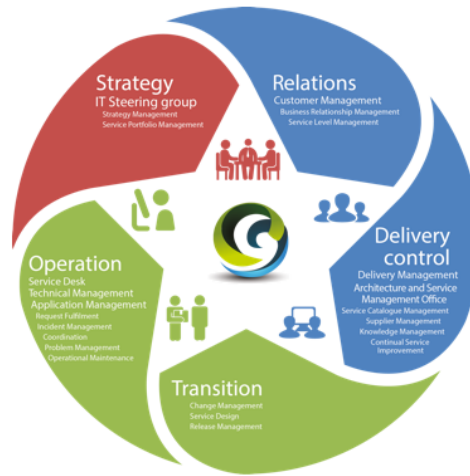 Strategy
IT Steering group
Strategy Management
Service Portfolio Management
Relations
Customer Management
Business Relationship Management
Service Level Management
Delivery
control
Delivery Management
Architecture and Service
Management Office
Service Catalogue Management
Supplier Management
Knowledge Management
Continual Service
Improvement
Transition
Change Management
Service Design
Release Management
Operation
Service Desk
Technical Management
Application Management
Request Fulfilment
Incident Management
Coordination
Problem Management
Operational Maintenance